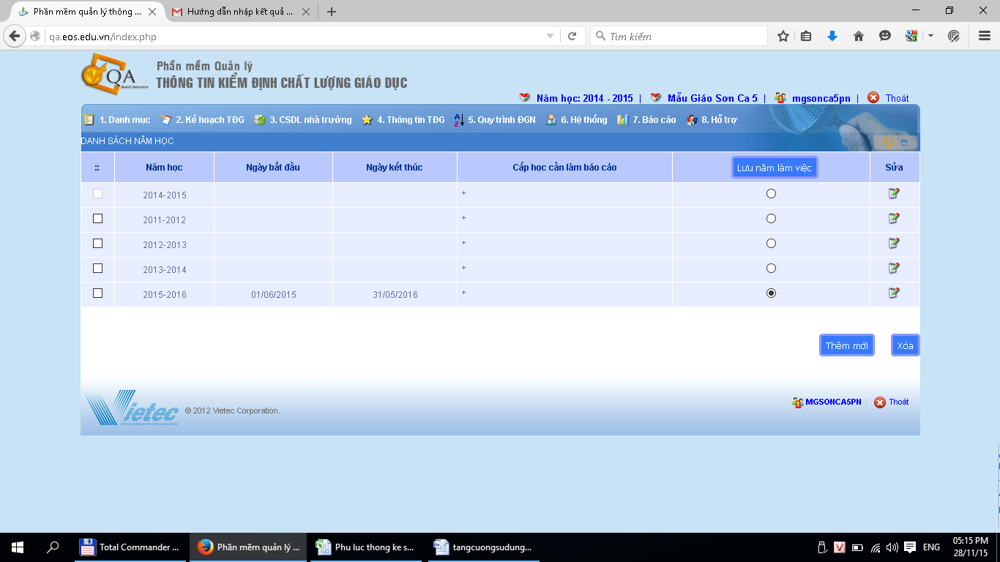 Phần mềm quản lý thông ...
Hướng dẫn nhập kết quả ...
qa.eos.edu.vn/index.php
Tìm kiếm
QA
Phần mềm Quản lý
THÔNG TIN KIỂM ĐỊNH CHẤT LƯỢNG GIÁO DỤC
Năm học: 2014 - 2015 | Mẫu Giáo Sơn Ca 5 | mgsonca5pn | Thoát
1. Danh mục 2. Kế hoạch TĐG 3. CSDL nhà trường 4. Thông tin TĐG 5. Quy trình ĐGN 6. Hệ thống 7. Báo cáo 8. Hỗ trợ
DANH SÁCH NĂM HỌC
:: Năm học Ngày bắt đầu Ngày kết thúc Cấp học cần làm báo cáo Lưu năm làm việc Sửa
2014-2015 +
2011-2012 +
2012-2013 +
2013-2014 +
2015-2016 01/06/2015 31/05/2016 +
Thêm mới Xóa
Vietec © 2012 Vietec Corporation. MGSONCA5PN | Thoát
Total Commander ... Phần mềm quản lý ... Phu luc thong ke s... tangcuongsudung... ENG 05:15 PM
28/11/15